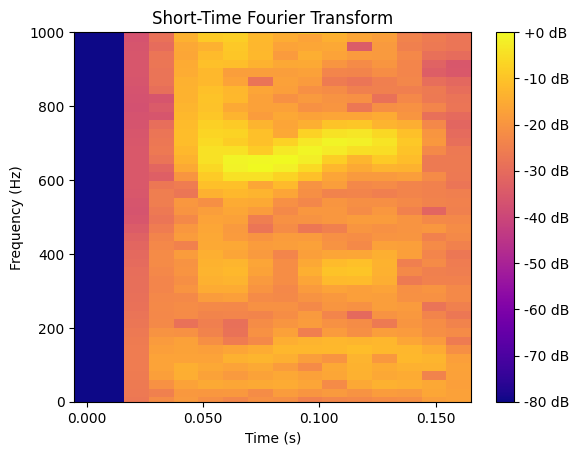 Short-Time Fourier Transform
Frequency (Hz)
1000
800
600
400
200
0
0.000
0.050
0.100
0.150
Time (s)
+0 dB
-10 dB
-20 dB
-30 dB
-40 dB
-50 dB
-60 dB
-70 dB
-80 dB